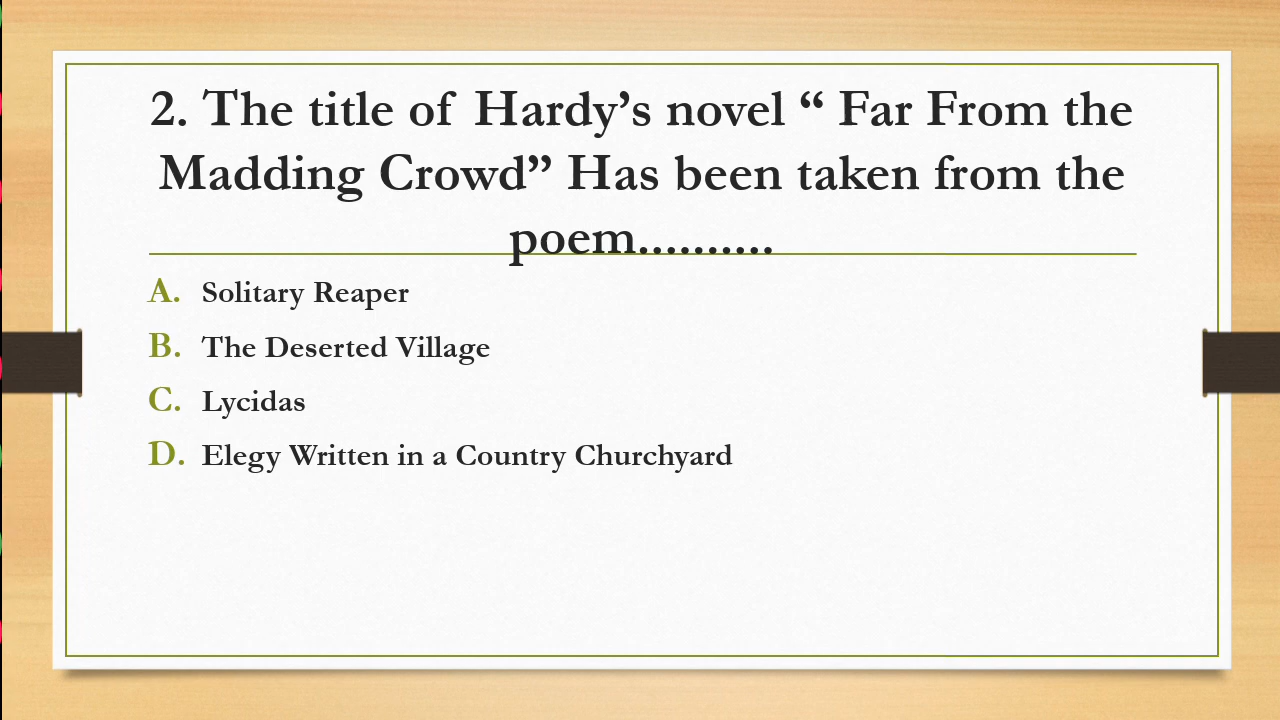 2. The title of Hardy’s novel “ Far From the
Madding Crowd” Has been taken from the
poem..........
A. Solitary Reaper
B. The Deserted Village
C. Lycidas
D. Elegy Written in a Country Churchyard